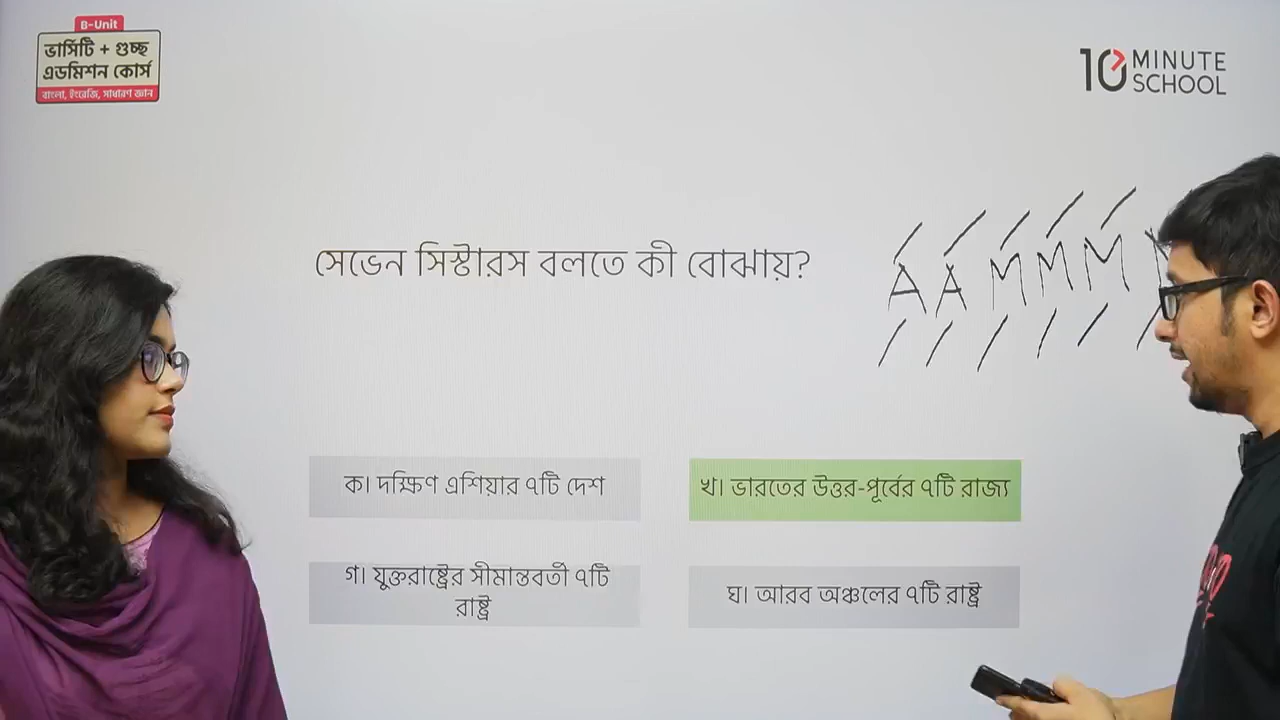 B-Unit
ভার্সিটি + গুচ্ছ
এডমিশন কোর্স
বাংলা, ইংরেজি, সাধারণ জ্ঞান
10 MINUTE
SCHOOL
সেভেন সিস্টারস বলতে কী বোঝায়?
A A M M M
ক। দক্ষিণ এশিয়ার ৭টি দেশ
খ। ভারতের উত্তর-পূর্বের ৭টি রাজ্য
গ। যুক্তরাষ্ট্রের সীমান্তবর্তী ৭টি
রাষ্ট্র
ঘ। আরব অঞ্চলের ৭টি রাষ্ট্র